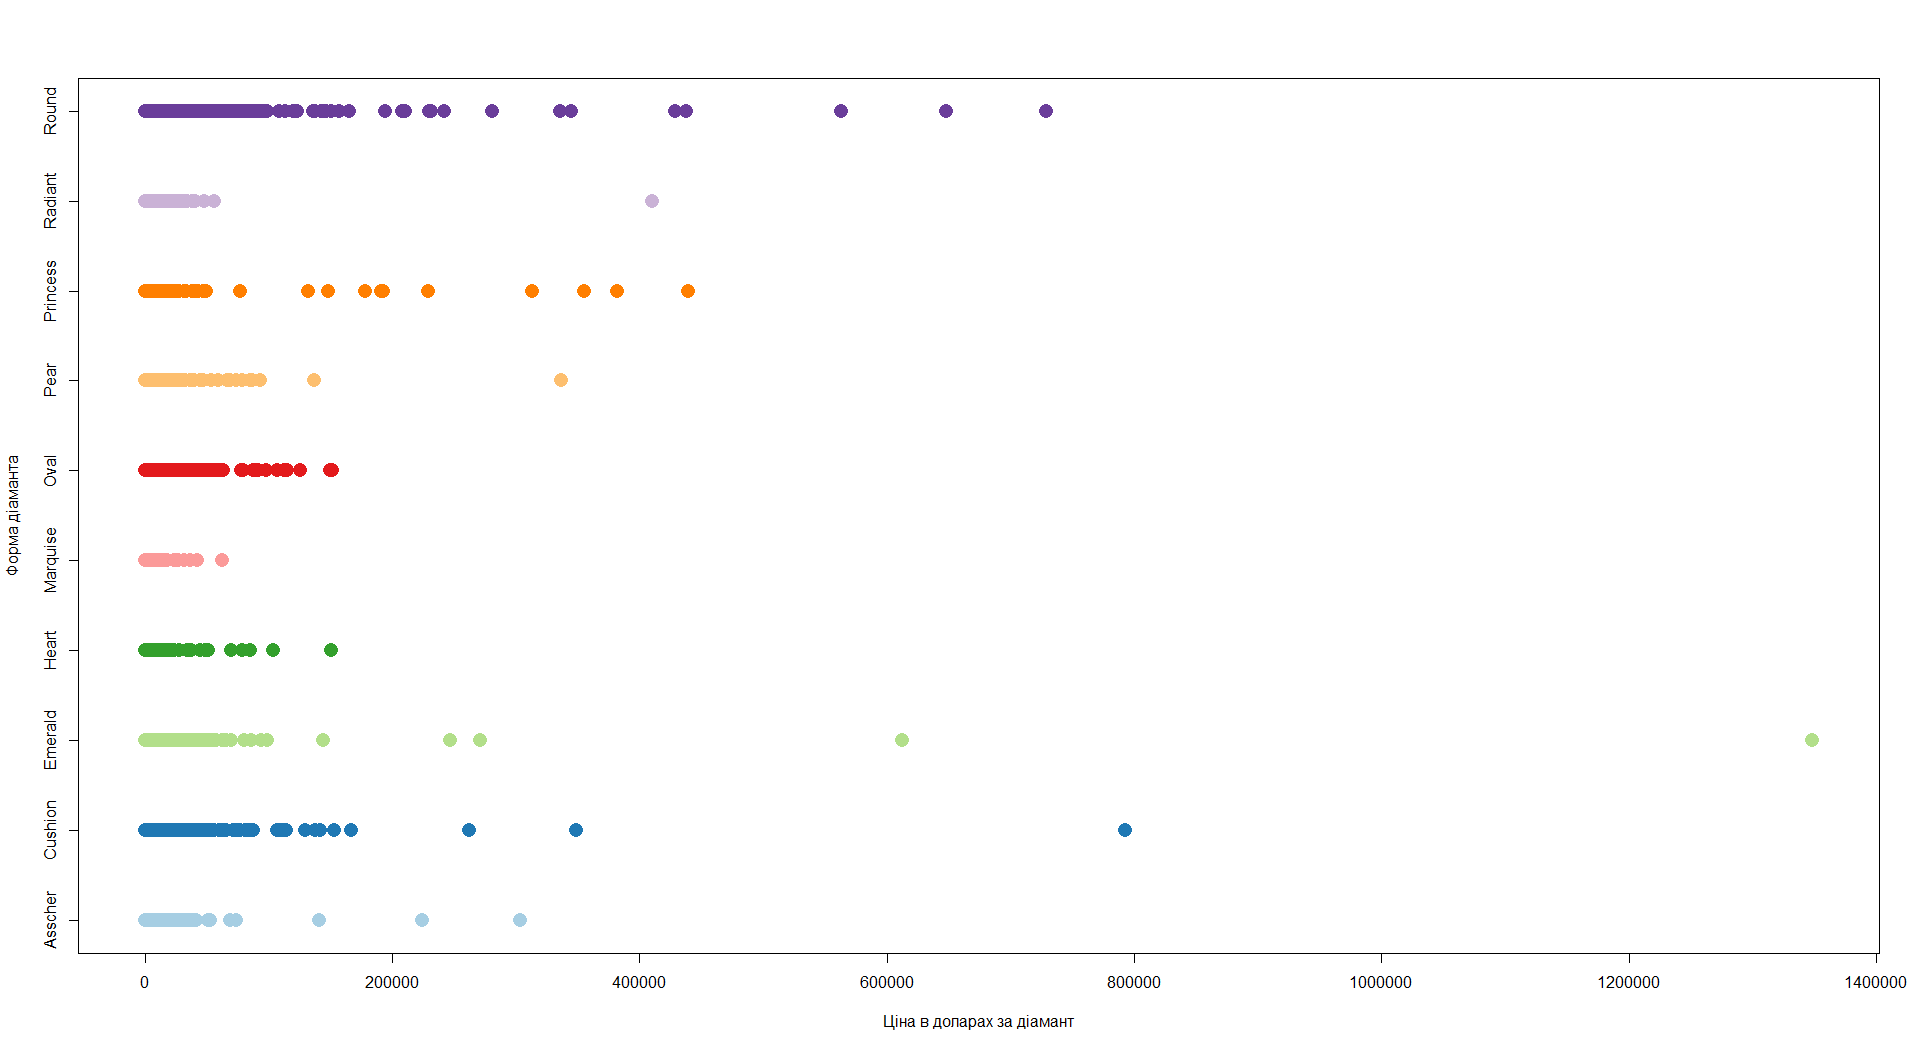 Форма діаманта
Round
Radiant
Princess
Pear
Oval
Marquise
Heart
Emerald
Cushion
Asscher
0 200000 400000 600000 800000 1000000 1200000 1400000
Ціна в доларах за діамант